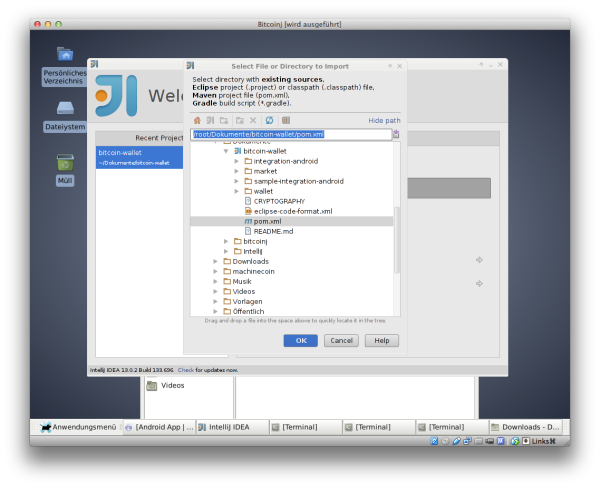 Bitcoinj [wird ausgeführt]
Persönliches
Verzeichnis
Dateisystem
Müll
Welc
Recent Project
bitcoin-wallet
~/Dokumente/bitcoin-wallet
Select File or Directory to Import
Select directory with existing sources,
Eclipse project (.project) or classpath (.classpath) file,
Maven project file (pom.xml),
Gradle build script (*.gradle).
Hide path
/root/Dokumente/bitcoin-wallet/pom.xml
Dokumente
bitcoin-wallet
integration-android
market
sample-integration-android
wallet
CRYPTOGRAPHY
eclipse-code-format.xml
pom.xml
README.md
bitcoinj
Intellij
Downloads
machinecoin
Musik
Videos
Vorlagen
Öffentlich
Drag and drop a file into the space above to quickly locate it in the tree.
OK
Cancel
Help
IntelliJ IDEA 13.0.2 Build 133.696. Check for updates now.
Videos
Anwendungsmenü
[Android App | ...
IntelliJ IDEA
[Terminal]
[Terminal]
[Terminal]
Downloads - D...
Links⌘